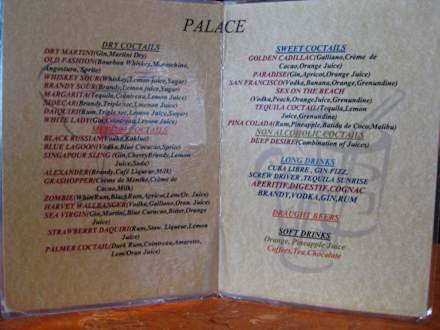 PALACE
DRY COCTAILS
DRY MARTINI(Gin,Martini Dry)
OLD FASHION(Bourbon Whiskey,Maraschino,
Angostura,Sprite)
WHISKEY SOUR(Whiskey,Lemon juice,Sugar)
BRANDY SOUR(Brandy,Lemon juice,Sugar)
MARGARITA(Tequila,Cointreau,Lemon Juice)
SIDECAR(Brandy,Triple sec,Lemon Juice)
DAIQUIRI(Rum,Triple sec,Lemon Juice,Sugar)
WHITE LADY(Gin,Cointreau,Lemon Juice)
MEDIUM COCTAILS
BLACK RUSSIAN(Vodka,Kahlua)
BLUE LAGOON(Vodka,Blue Curacao,Sprite)
SINGAPOUR SLING (Gin,CherryBrandy,Lemon
Juice,Soda)
ALEXANDER(Brandy,Café Liqueur,Milk)
GRASHOPPER(Crème de Menthe,Crème de
Cacao,Milk)
ZOMBIE(WhiteRum,BlackRum,Apricot,Lem/Or. Juice)
HARVEY WALLBANGER(Vodka,Galliano,Oran. Juice)
SEA VIRGIN(Gin,Martini,Blue Curacao,Bitter,Orange
Juice)
STRAWBERRY DAQUIRI(Rum,Straw. Liqueur,Lemon
Juice)
PALMER COCTAIL(Dark Rum,Cointreau,Amaretto,
Lem/Oran Juice)
SWEET COCTAILS
GOLDEN CADILLAC(Galliano,Crème de
Cacao,Orange Juice)
PARADISE(Gin,Apricot,Orange Juice)
SAN FRANCISCO(Vodka,Banana,Orange,Grenundine)
SEX ON THE BEACH
(Vodka,Peach,OrangeJuice,Grenundine)
TEQUILA COCTAIL(Tequila,Lemon
Juice,Grenundine)
PINA COLADA(Rum,Pineapple,Batida de Coco,Malibu)
NON ALCOHOLIC COCTAILS
DEEP DESIRE(Combination of Juices)
LONG DRINKS
CUBA LIBRE, GIN FIZZ,
SCREW DRIVER ,TEQUILA SUNRISE
APERITIF,DIGESTIF,COGNAC
BRANDY,VODKA,GIN,RUM
DRAUGHT BEERS
SOFT DRINKS
Orange, Pineapple Juice
Coffees,Tea,Chocolate